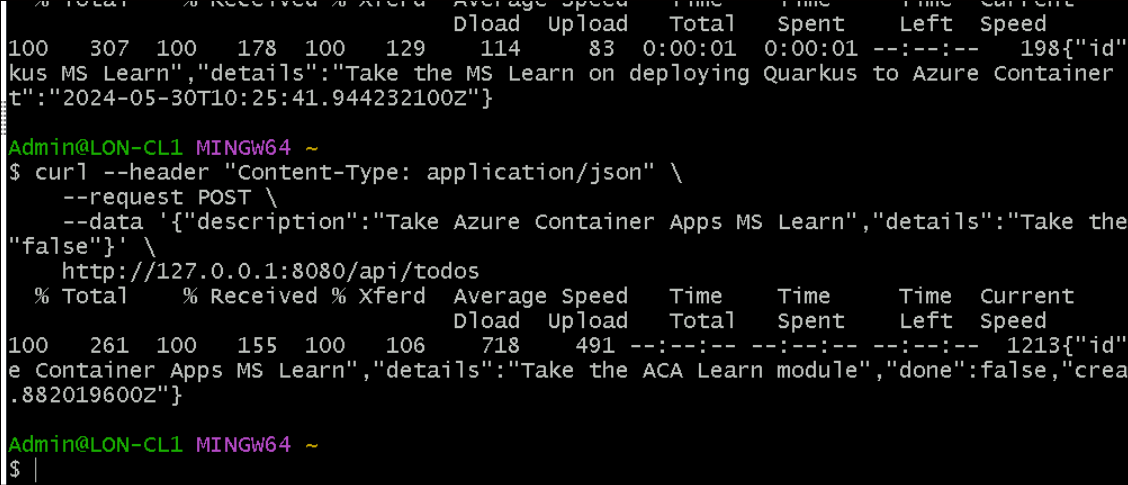 % Total % Received % Xferd Average Speed Time Time Time Current
Dload Upload Total Spent Left Speed
100 307 100 178 100 129 114 83 0:00:01 0:00:01 --:--:-- 198{"id"
kus MS Learn","details":"Take the MS Learn on deploying Quarkus to Azure Container
t":"2024-05-30T10:25:41.944232100Z"}
Admin@LON-CL1 MINGW64 ~
$ curl --header "Content-Type: application/json" \
--request POST \
--data '{"description":"Take Azure Container Apps MS Learn","details":"Take the
"false"}' \
http://127.0.0.1:8080/api/todos
% Total % Received % Xferd Average Speed Time Time Time Current
Dload Upload Total Spent Left Speed
100 261 100 155 100 106 718 491 --:--:-- --:--:-- --:--:-- 1213{"id"
e Container Apps MS Learn","details":"Take the ACA Learn module","done":false,"crea
.882019600Z"}
Admin@LON-CL1 MINGW64 ~
$